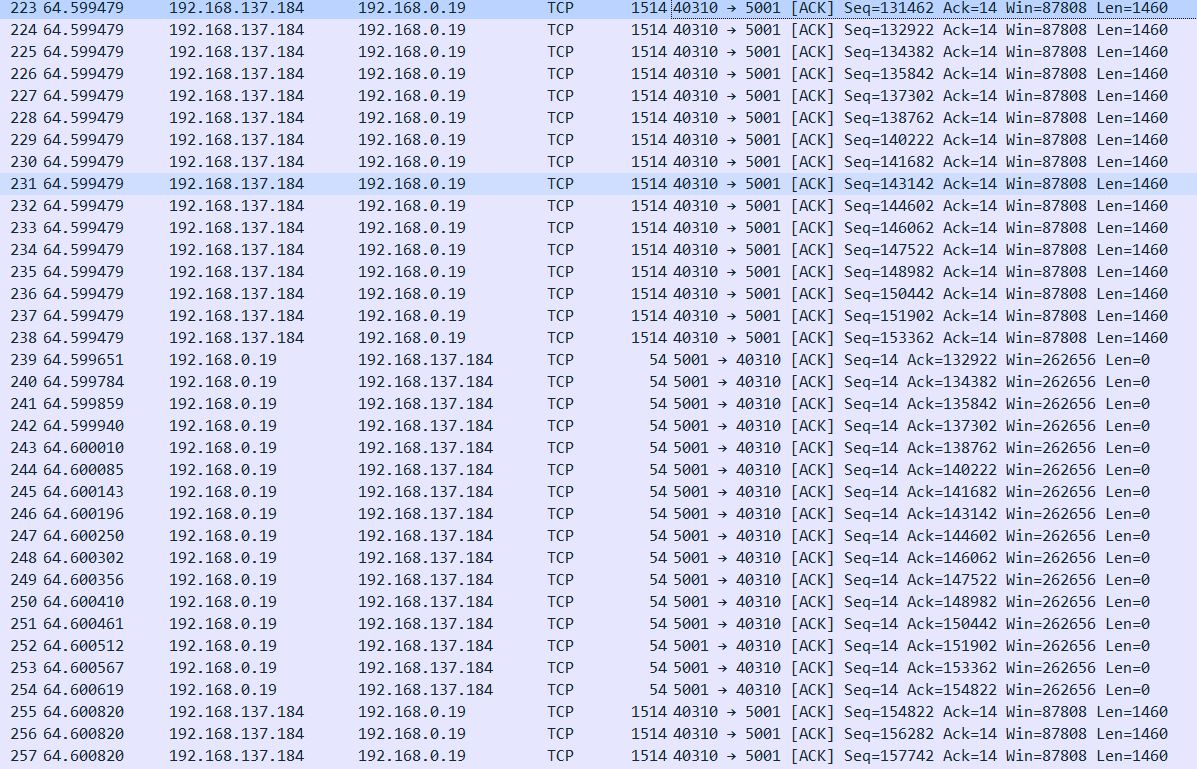 223 64.599479 192.168.137.184 192.168.0.19 TCP 1514 40310 → 5001 [ACK] Seq=131462 Ack=14 Win=87808 Len=1460
224 64.599479 192.168.137.184 192.168.0.19 TCP 1514 40310 → 5001 [ACK] Seq=132922 Ack=14 Win=87808 Len=1460
225 64.599479 192.168.137.184 192.168.0.19 TCP 1514 40310 → 5001 [ACK] Seq=134382 Ack=14 Win=87808 Len=1460
226 64.599479 192.168.137.184 192.168.0.19 TCP 1514 40310 → 5001 [ACK] Seq=135842 Ack=14 Win=87808 Len=1460
227 64.599479 192.168.137.184 192.168.0.19 TCP 1514 40310 → 5001 [ACK] Seq=137302 Ack=14 Win=87808 Len=1460
228 64.599479 192.168.137.184 192.168.0.19 TCP 1514 40310 → 5001 [ACK] Seq=138762 Ack=14 Win=87808 Len=1460
229 64.599479 192.168.137.184 192.168.0.19 TCP 1514 40310 → 5001 [ACK] Seq=140222 Ack=14 Win=87808 Len=1460
230 64.599479 192.168.137.184 192.168.0.19 TCP 1514 40310 → 5001 [ACK] Seq=141682 Ack=14 Win=87808 Len=1460
231 64.599479 192.168.137.184 192.168.0.19 TCP 1514 40310 → 5001 [ACK] Seq=143142 Ack=14 Win=87808 Len=1460
232 64.599479 192.168.137.184 192.168.0.19 TCP 1514 40310 → 5001 [ACK] Seq=144602 Ack=14 Win=87808 Len=1460
233 64.599479 192.168.137.184 192.168.0.19 TCP 1514 40310 → 5001 [ACK] Seq=146062 Ack=14 Win=87808 Len=1460
234 64.599479 192.168.137.184 192.168.0.19 TCP 1514 40310 → 5001 [ACK] Seq=147522 Ack=14 Win=87808 Len=1460
235 64.599479 192.168.137.184 192.168.0.19 TCP 1514 40310 → 5001 [ACK] Seq=148982 Ack=14 Win=87808 Len=1460
236 64.599479 192.168.137.184 192.168.0.19 TCP 1514 40310 → 5001 [ACK] Seq=150442 Ack=14 Win=87808 Len=1460
237 64.599479 192.168.137.184 192.168.0.19 TCP 1514 40310 → 5001 [ACK] Seq=151902 Ack=14 Win=87808 Len=1460
238 64.599479 192.168.137.184 192.168.0.19 TCP 1514 40310 → 5001 [ACK] Seq=153362 Ack=14 Win=87808 Len=1460
239 64.599651 192.168.0.19 192.168.137.184 TCP 54 5001 → 40310 [ACK] Seq=14 Ack=132922 Win=262656 Len=0
240 64.599784 192.168.0.19 192.168.137.184 TCP 54 5001 → 40310 [ACK] Seq=14 Ack=134382 Win=262656 Len=0
241 64.599859 192.168.0.19 192.168.137.184 TCP 54 5001 → 40310 [ACK] Seq=14 Ack=135842 Win=262656 Len=0
242 64.599940 192.168.0.19 192.168.137.184 TCP 54 5001 → 40310 [ACK] Seq=14 Ack=137302 Win=262656 Len=0
243 64.600010 192.168.0.19 192.168.137.184 TCP 54 5001 → 40310 [ACK] Seq=14 Ack=138762 Win=262656 Len=0
244 64.600085 192.168.0.19 192.168.137.184 TCP 54 5001 → 40310 [ACK] Seq=14 Ack=140222 Win=262656 Len=0
245 64.600143 192.168.0.19 192.168.137.184 TCP 54 5001 → 40310 [ACK] Seq=14 Ack=141682 Win=262656 Len=0
246 64.600196 192.168.0.19 192.168.137.184 TCP 54 5001 → 40310 [ACK] Seq=14 Ack=143142 Win=262656 Len=0
247 64.600250 192.168.0.19 192.168.137.184 TCP 54 5001 → 40310 [ACK] Seq=14 Ack=144602 Win=262656 Len=0
248 64.600302 192.168.0.19 192.168.137.184 TCP 54 5001 → 40310 [ACK] Seq=14 Ack=146062 Win=262656 Len=0
249 64.600356 192.168.0.19 192.168.137.184 TCP 54 5001 → 40310 [ACK] Seq=14 Ack=147522 Win=262656 Len=0
250 64.600410 192.168.0.19 192.168.137.184 TCP 54 5001 → 40310 [ACK] Seq=14 Ack=148982 Win=262656 Len=0
251 64.600461 192.168.0.19 192.168.137.184 TCP 54 5001 → 40310 [ACK] Seq=14 Ack=150442 Win=262656 Len=0
252 64.600512 192.168.0.19 192.168.137.184 TCP 54 5001 → 40310 [ACK] Seq=14 Ack=151902 Win=262656 Len=0
253 64.600567 192.168.0.19 192.168.137.184 TCP 54 5001 → 40310 [ACK] Seq=14 Ack=153362 Win=262656 Len=0
254 64.600619 192.168.0.19 192.168.137.184 TCP 54 5001 → 40310 [ACK] Seq=14 Ack=154822 Win=262656 Len=0
255 64.600820 192.168.137.184 192.168.0.19 TCP 1514 40310 → 5001 [ACK] Seq=154822 Ack=14 Win=87808 Len=1460
256 64.600820 192.168.137.184 192.168.0.19 TCP 1514 40310 → 5001 [ACK] Seq=156282 Ack=14 Win=87808 Len=1460
257 64.600820 192.168.137.184 192.168.0.19 TCP 1514 40310 → 5001 [ACK] Seq=157742 Ack=14 Win=87808 Len=1460